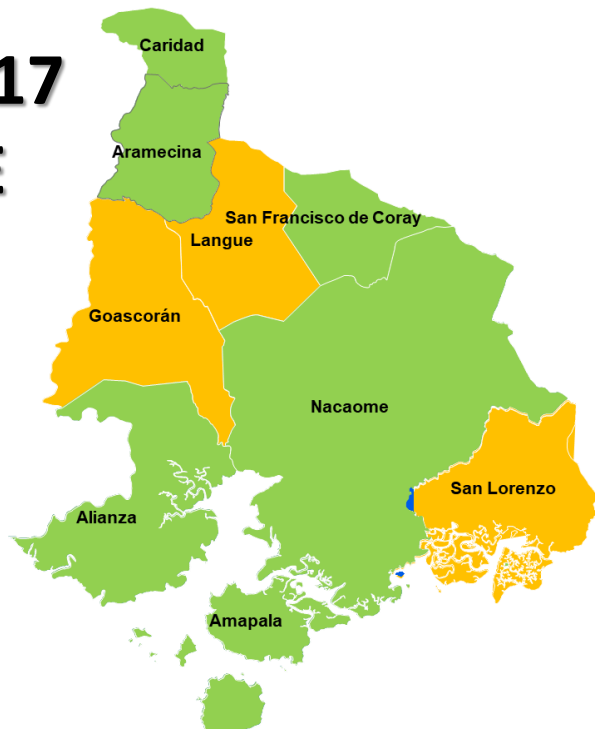 Caridad
17
Aramecina
San Francisco de Coray
Langue
Goascorán
Nacaome
San Lorenzo
Alianza
Amapala